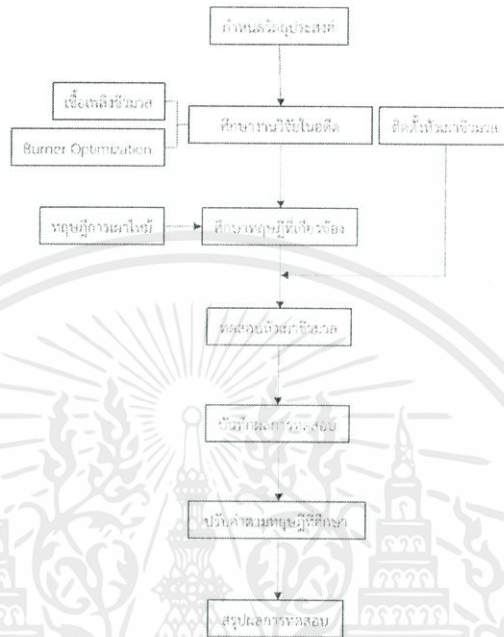 กำหนดวัตถุประสงค์
เชื้อเพลิงชีวมวล
ศึกษางานวิจัยในอดีต
ติดตั้งหัวเผาชีวมวล
Burner Optimization
ทฤษฎีการเผาไหม้
ศึกษาทฤษฎีที่เกี่ยวข้อง
ทดสอบหัวเผาชีวมวล
บันทึกผลการทดสอบ
ปรับค่าตามทฤษฎีที่ศึกษา
สรุปผลการทดสอบ